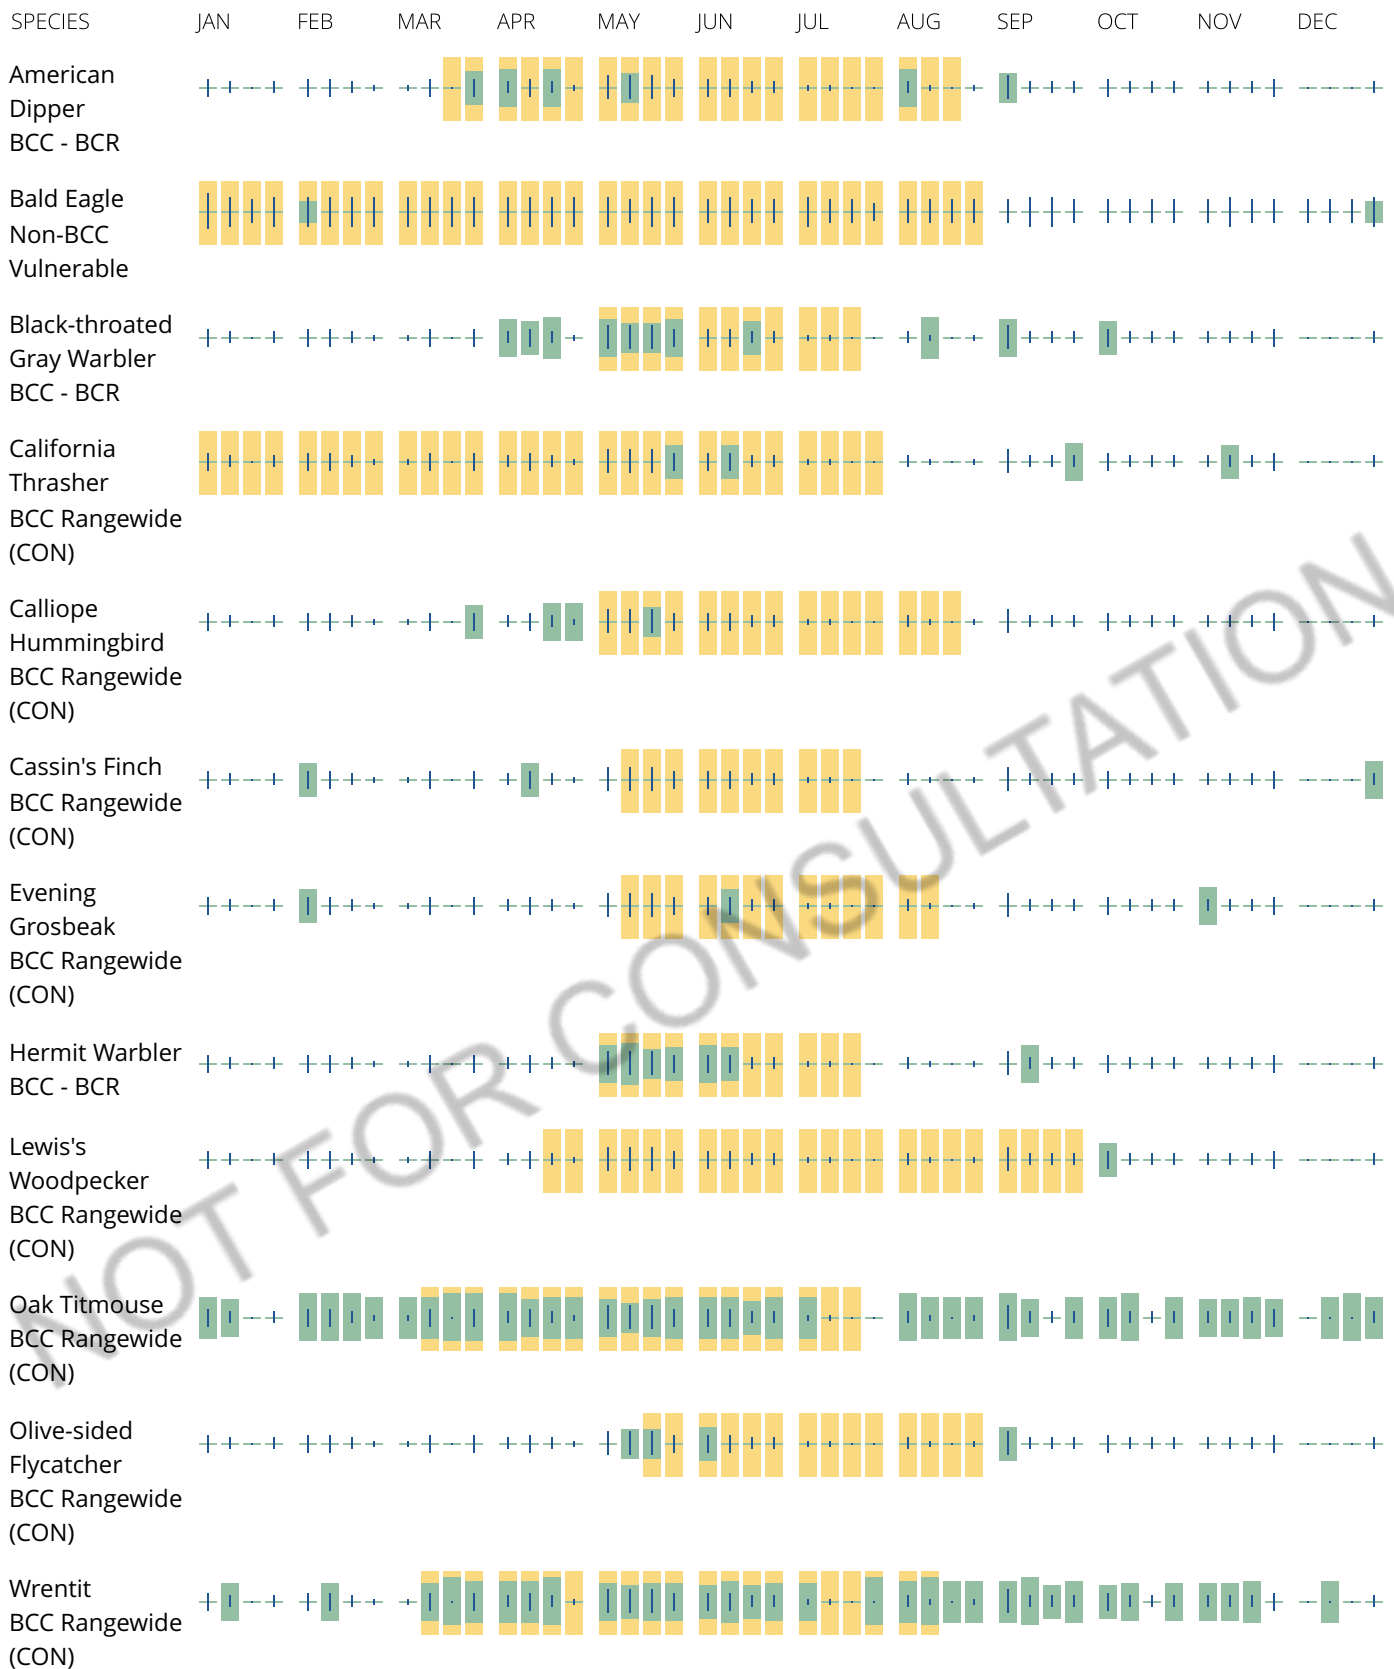 SPECIES JAN FEB MAR APR MAY JUN JUL AUG SEP OCT NOV DEC
American
Dipper
BCC - BCR
Bald Eagle
Non-BCC
Vulnerable
Black-throated
Gray Warbler
BCC - BCR
California
Thrasher
BCC Rangewide
(CON)
Calliope
Hummingbird
BCC Rangewide
(CON)
Cassin's Finch
BCC Rangewide
(CON)
Evening
Grosbeak
BCC Rangewide
(CON)
Hermit Warbler
BCC - BCR
Lewis's
Woodpecker
BCC Rangewide
(CON)
Oak Titmouse
BCC Rangewide
(CON)
Olive-sided
Flycatcher
BCC Rangewide
(CON)
Wrentit
BCC Rangewide
(CON)
NOT FOR CONSULTATION